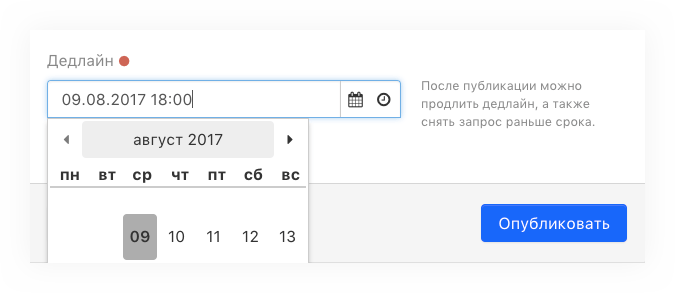 Дедлайн
09.08.2017 18:00
После публикации можно
продлить дедлайн, а также
снять запрос раньше срока.
август 2017
пн вт ср чт пт сб вс
09 10 11 12 13
Опубликовать